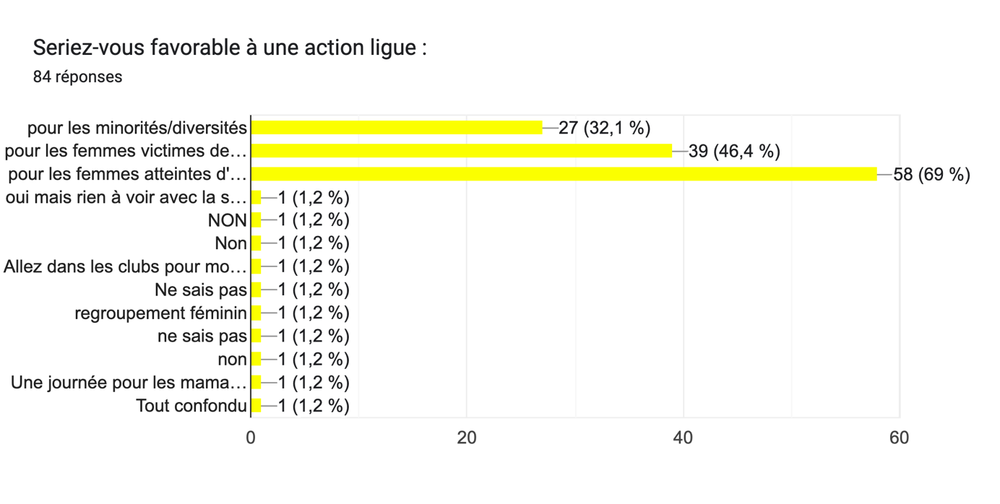 Seriez-vous favorable à une action ligue :
84 réponses
pour les minorités/diversités 27 (32,1 %)
pour les femmes victimes de… 39 (46,4 %)
pour les femmes atteintes d'… 58 (69 %)
oui mais rien à voir avec la s… 1 (1,2 %)
NON 1 (1,2 %)
Non 1 (1,2 %)
Allez dans les clubs pour mo… 1 (1,2 %)
Ne sais pas 1 (1,2 %)
regroupement féminin 1 (1,2 %)
ne sais pas 1 (1,2 %)
non 1 (1,2 %)
Une journée pour les mama… 1 (1,2 %)
Tout confondu 1 (1,2 %)
0 20 40 60